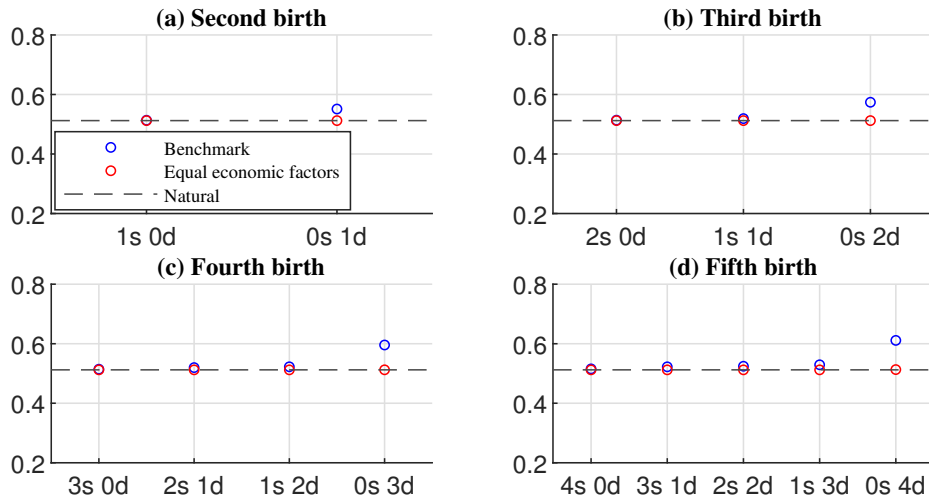 (a) Second birth
0.8
0.6
0.4
0.2
Benchmark
Equal economic factors
Natural
1s 0d 0s 1d
(b) Third birth
0.8
0.6
0.4
0.2
2s 0d 1s 1d 0s 2d
(c) Fourth birth
0.8
0.6
0.4
0.2
3s 0d 2s 1d 1s 2d 0s 3d
(d) Fifth birth
0.8
0.6
0.4
0.2
4s 0d 3s 1d 2s 2d 1s 3d 0s 4d